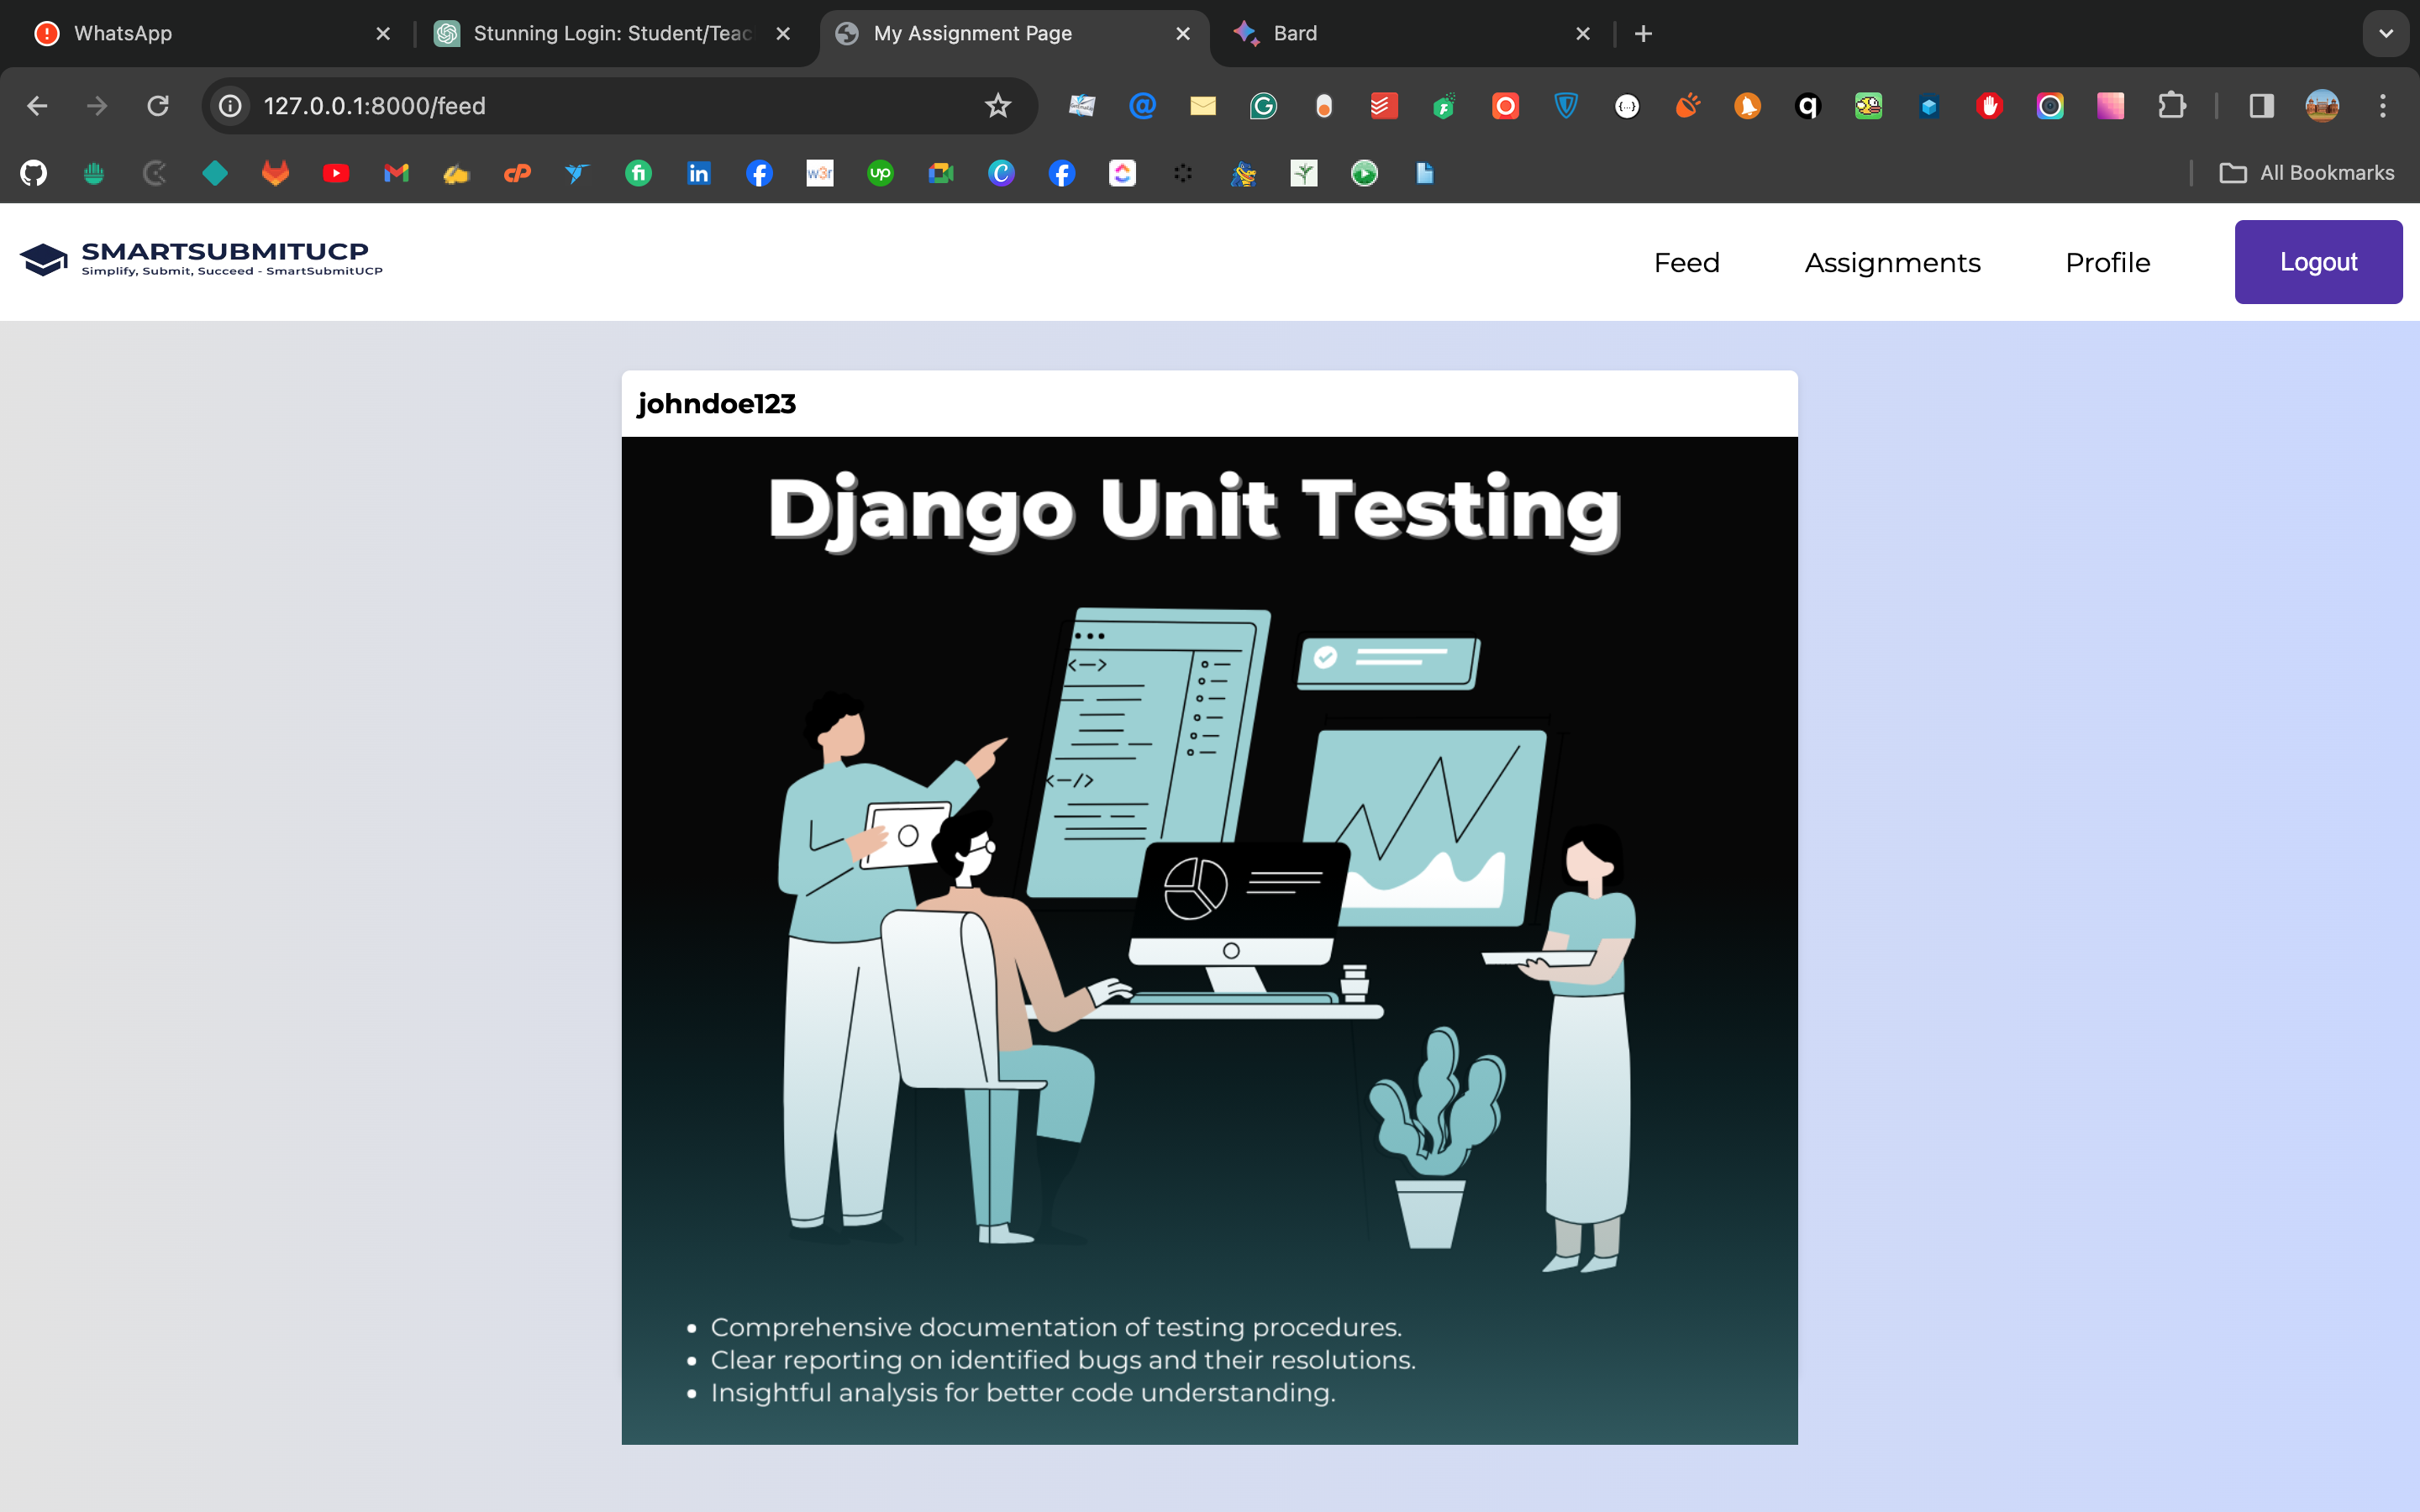 WhatsApp
Stunning Login: Student/Teac
My Assignment Page
Bard
127.0.0.1:8000/feed
All Bookmarks
SMARTSUBMITUCP
Simplify, Submit, Succeed - SmartSubmitUCP
Feed
Assignments
Profile
Logout
johndoe123
Django Unit Testing
• Comprehensive documentation of testing procedures.
• Clear reporting on identified bugs and their resolutions.
• Insightful analysis for better code understanding.